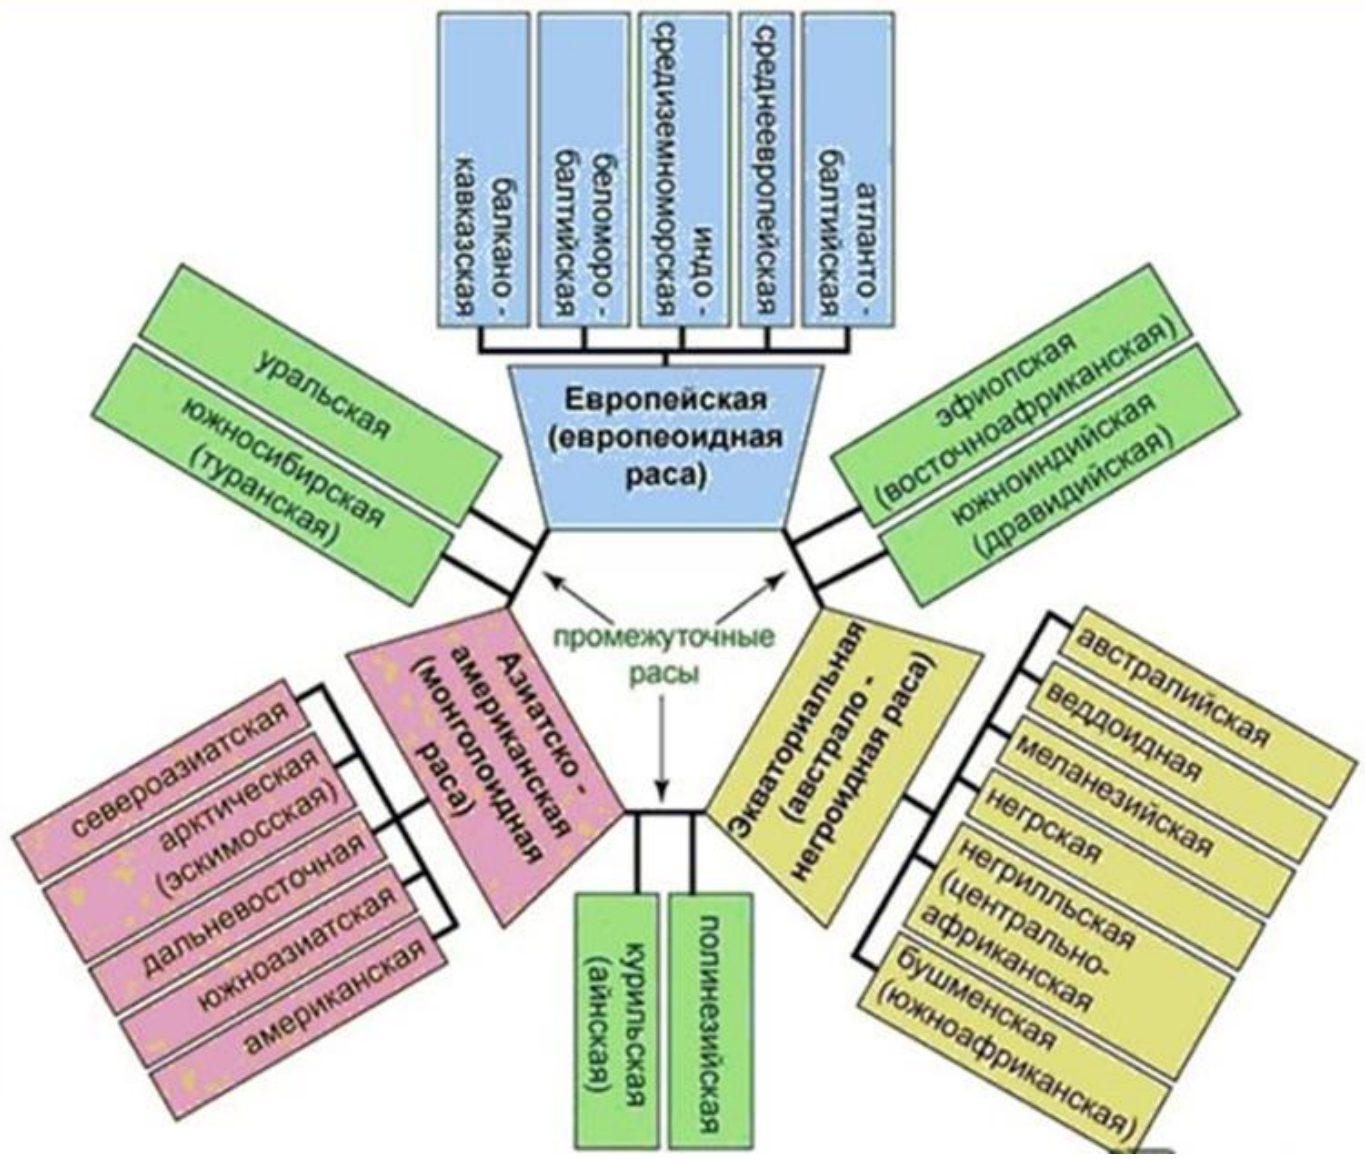 балкано -
кавказская
беломоро -
балтийская
индо -
средиземноморская
среднеевропейская
атланто -
балтийская
Европейская
(европеоидная
раса)
уральская
южносибирская
(туранская)
эфиопская
(восточноафриканская)
южноиндийская
(дравидийская)
промежуточные
расы
Азиатско -
американская
(монголоидная
раса)
Экваториальная
(австрало -
негроидная раса)
североазиатская
арктическая
(эскимосская)
дальневосточная
южноазиатская
американская
австралийская
веддоидная
меланезийская
негрская
негрилльская
(центрально-
африканская
бушменская
(южноафриканская)
курильская
(айнская)
полинезийская